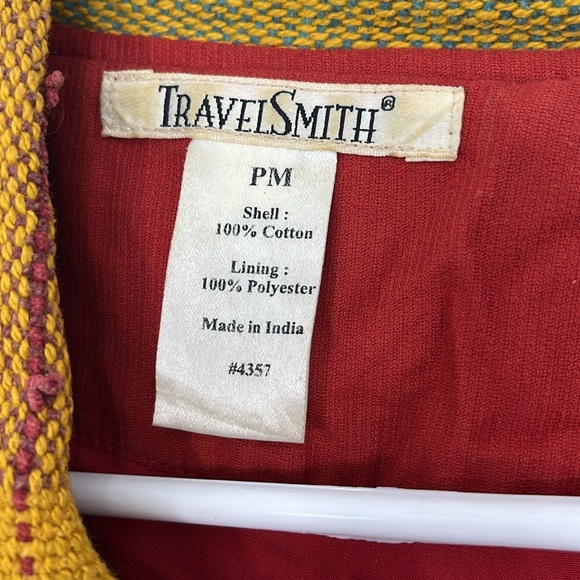 TRAVELSMITH®
PM
Shell :
100% Cotton
Lining :
100% Polyester
Made in India
#4357